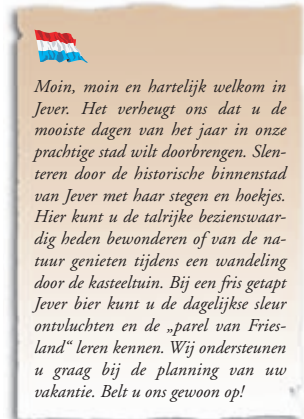 Moin, moin en hartelijk welkom in
Jever. Het verheugt ons dat u de
mooiste dagen van het jaar in onze
prachtige stad wilt doorbrengen. Slen-
teren door de historische binnenstad
van Jever met haar stegen en hoekjes.
Hier kunt u de talrijke bezienswaar-
dig heden bewonderen of van de na-
tuur genieten tijdens een wandeling
door de kasteeltuin. Bij een fris getapt
Jever bier kunt u de dagelijkse sleur
ontvluchten en de „parel van Fries-
land“ leren kennen. Wij ondersteunen
u graag bij de planning van uw
vakantie. Belt u ons gewoon op!